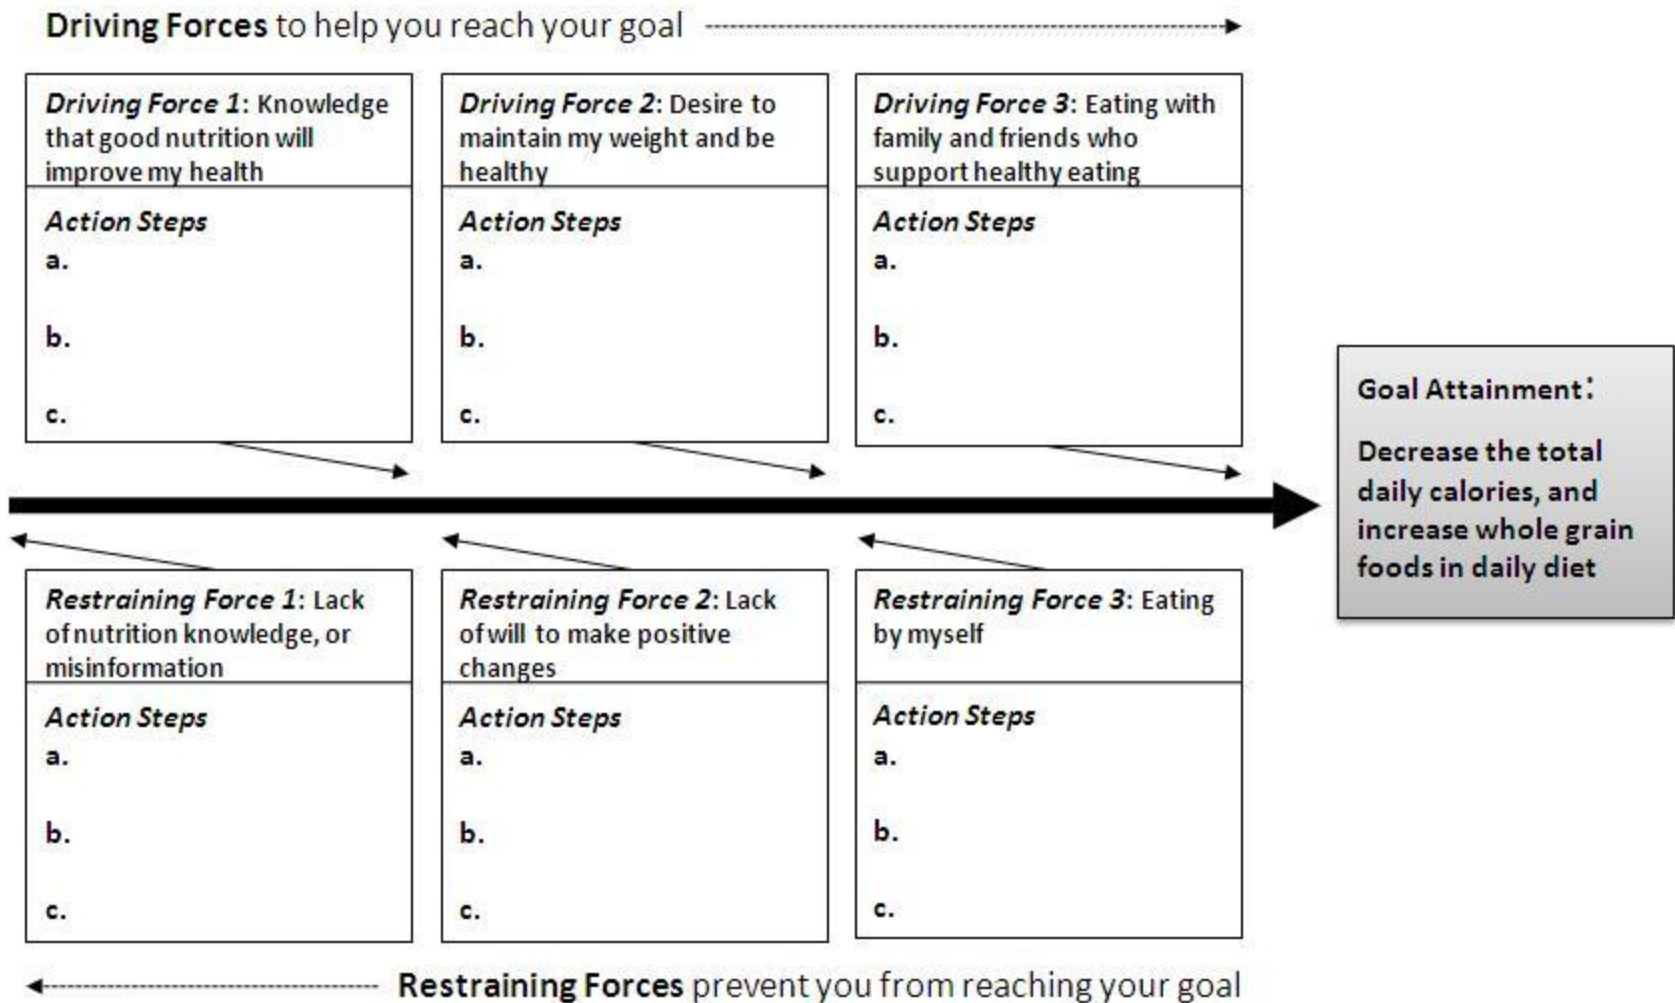 Driving Forces to help you reach your goal
Driving Force 1: Knowledge
that good nutrition will
improve my health
Action Steps
a.
b.
c.
Driving Force 2: Desire to
maintain my weight and be
healthy
Action Steps
a.
b.
c.
Driving Force 3: Eating with
family and friends who
support healthy eating
Action Steps
a.
b.
c.
Goal Attainment:
Decrease the total
daily calories, and
increase whole grain
foods in daily diet
Restraining Force 1: Lack
of nutrition knowledge, or
misinformation
Action Steps
a.
b.
c.
Restraining Force 2: Lack
of will to make positive
changes
Action Steps
a.
b.
c.
Restraining Force 3: Eating
by myself
Action Steps
a.
b.
c.
Restraining Forces prevent you from reaching your goal